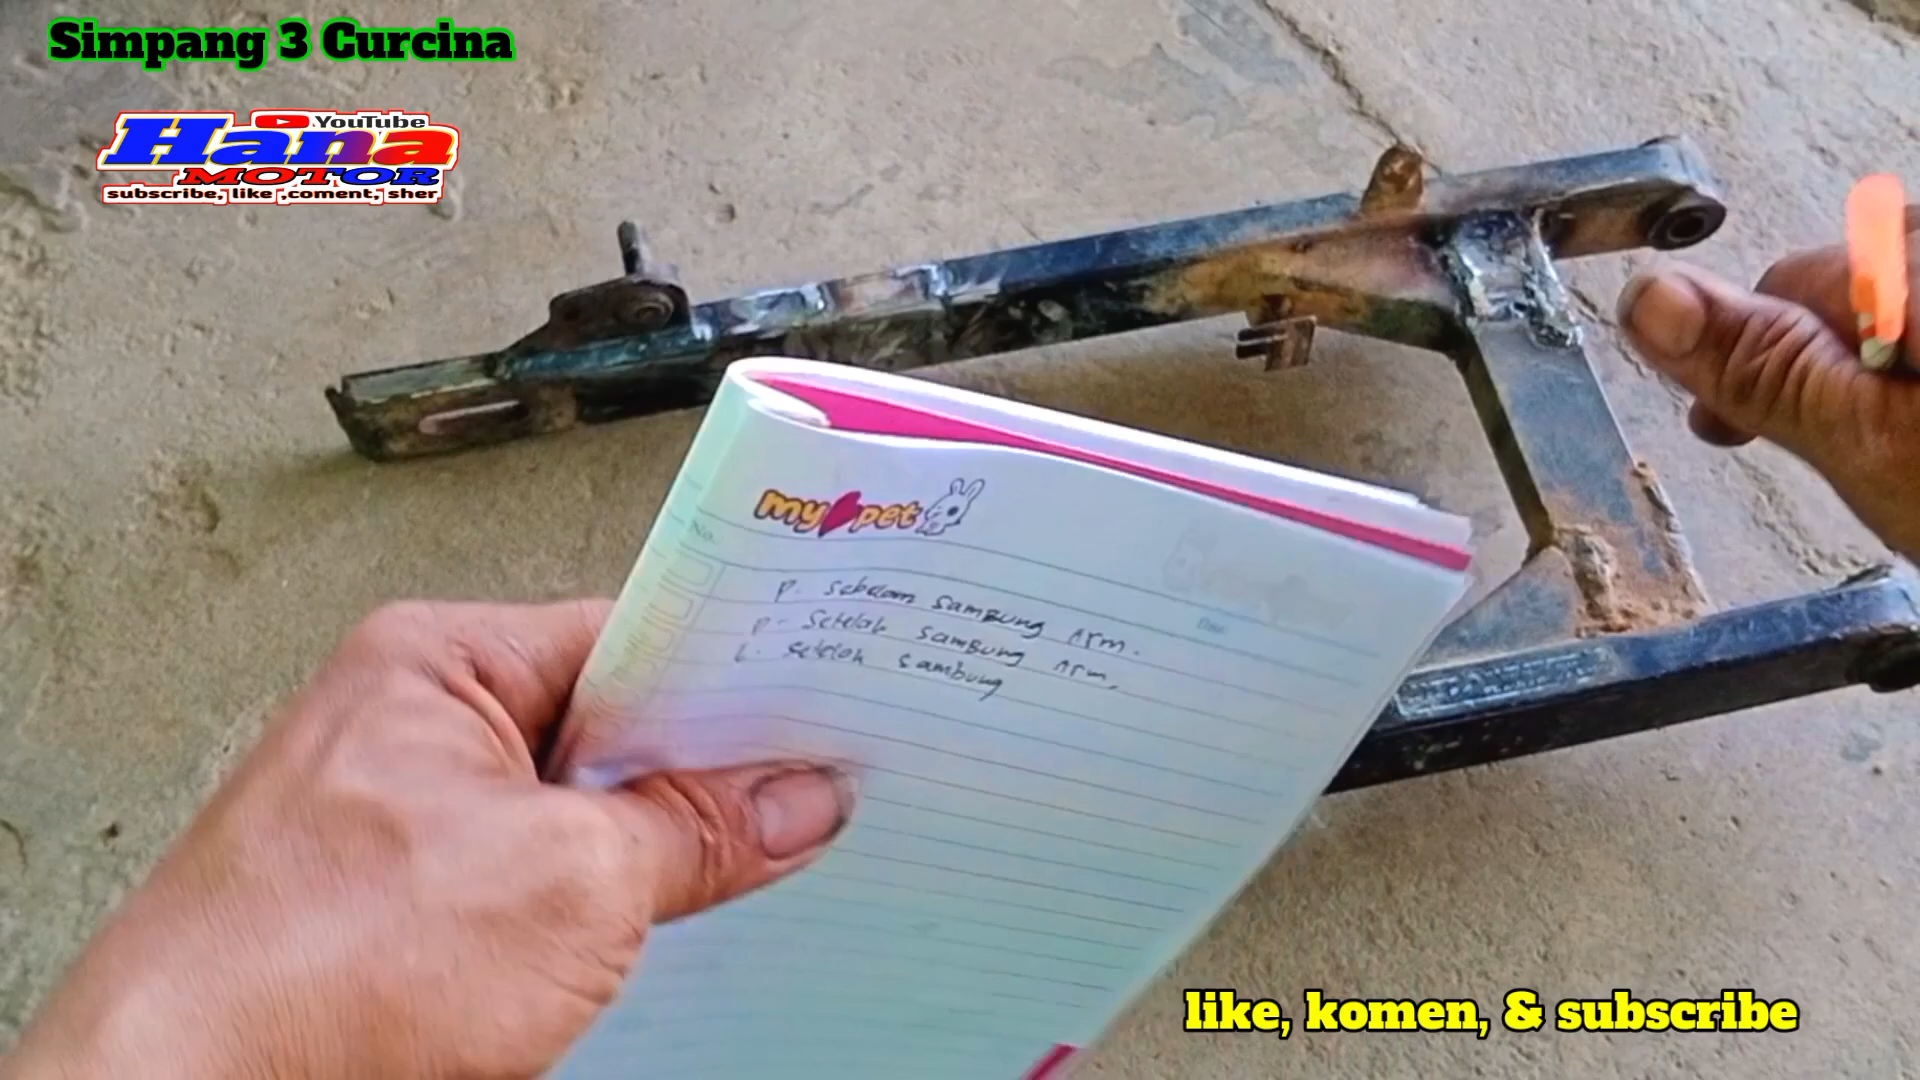 Simpang 3 Curcina
YouTube
Hana
MOTOR
subscribe, like ,coment, sher
my pet
No.
Date
P. Sebelom Sambung Arm.
P. Setelah Sambung Arm.
L. Setelah Sambung
like, komen, & subscribe